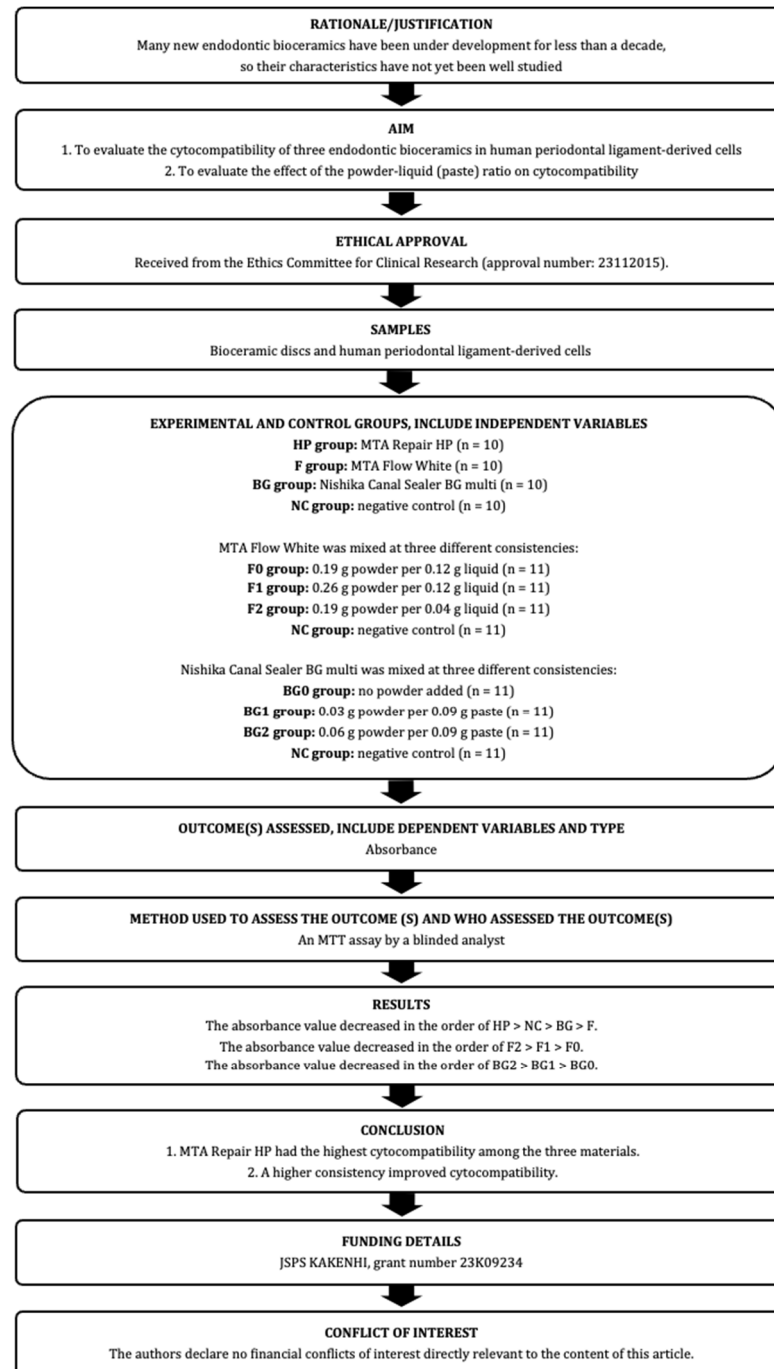 RATIONALE/JUSTIFICATION
Many new endodontic bioceramics have been under development for less than a decade,
so their characteristics have not yet been well studied
AIM
1. To evaluate the cytocompatibility of three endodontic bioceramics in human periodontal ligament-derived cells
2. To evaluate the effect of the powder-liquid (paste) ratio on cytocompatibility
ETHICAL APPROVAL
Received from the Ethics Committee for Clinical Research (approval number: 23112015).
SAMPLES
Bioceramic discs and human periodontal ligament-derived cells
EXPERIMENTAL AND CONTROL GROUPS, INCLUDE INDEPENDENT VARIABLES
HP group: MTA Repair HP (n = 10)
F group: MTA Flow White (n = 10)
BG group: Nishika Canal Sealer BG multi (n = 10)
NC group: negative control (n = 10)
MTA Flow White was mixed at three different consistencies:
F0 group: 0.19 g powder per 0.12 g liquid (n = 11)
F1 group: 0.26 g powder per 0.12 g liquid (n = 11)
F2 group: 0.19 g powder per 0.04 g liquid (n = 11)
NC group: negative control (n = 11)
Nishika Canal Sealer BG multi was mixed at three different consistencies:
BG0 group: no powder added (n = 11)
BG1 group: 0.03 g powder per 0.09 g paste (n = 11)
BG2 group: 0.06 g powder per 0.09 g paste (n = 11)
NC group: negative control (n = 11)
OUTCOME(S) ASSESSED, INCLUDE DEPENDENT VARIABLES AND TYPE
Absorbance
METHOD USED TO ASSESS THE OUTCOME (S) AND WHO ASSESSED THE OUTCOME(S)
An MTT assay by a blinded analyst
RESULTS
The absorbance value decreased in the order of HP > NC > BG > F.
The absorbance value decreased in the order of F2 > F1 > F0.
The absorbance value decreased in the order of BG2 > BG1 > BG0.
CONCLUSION
1. MTA Repair HP had the highest cytocompatibility among the three materials.
2. A higher consistency improved cytocompatibility.
FUNDING DETAILS
JSPS KAKENHI, grant number 23K09234
CONFLICT OF INTEREST
The authors declare no financial conflicts of interest directly relevant to the content of this article.